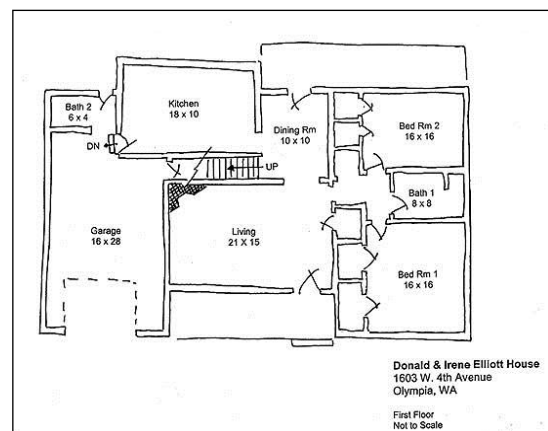 Bath 2
6 x 4
Kitchen
18 x 10
DN
Dining Rm
10 x 10
Bed Rm 2
16 x 16
UP
Bath 1
8 x 8
Garage
16 x 28
Living
21 X 15
Bed Rm 1
16 x 16
Donald & Irene Elliott House
1603 W. 4th Avenue
Olympia, WA
First Floor
Not to Scale